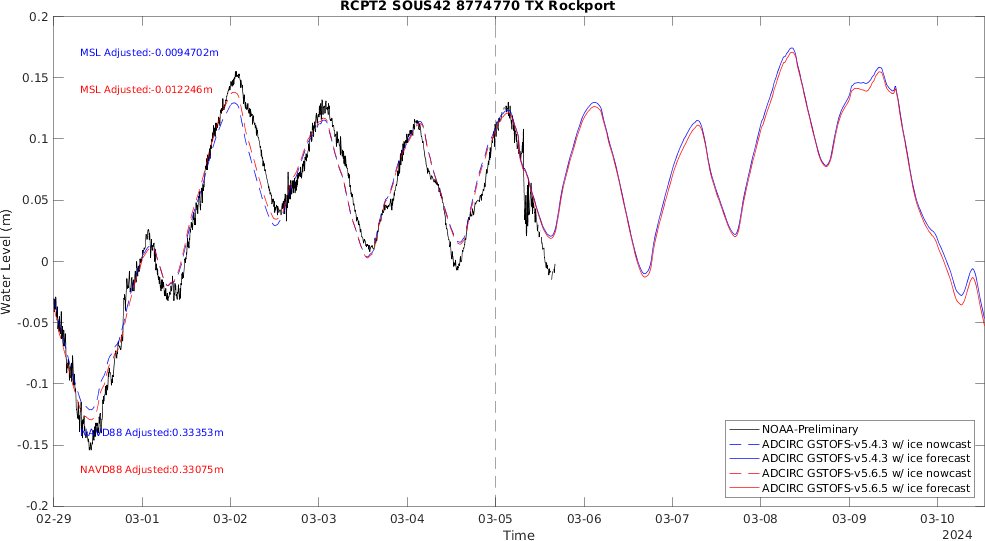 RCPT2 SOUS42 8774770 TX Rockport
0.2
MSL Adjusted:-0.0094702m
0.15
MSL Adjusted:-0.012246m
0.1
0.05
Water Level (m)
0
-0.05
-0.1
NAVD88 Adjusted:0.33353m
-0.15
NAVD88 Adjusted:0.33075m
-0.2
NOAA-Preliminary
ADCIRC GSTOFS-v5.4.3 w/ ice nowcast
ADCIRC GSTOFS-v5.4.3 w/ ice forecast
ADCIRC GSTOFS-v5.6.5 w/ ice nowcast
ADCIRC GSTOFS-v5.6.5 w/ ice forecast
02-29 03-01 03-02 03-03 03-04 03-05 03-06 03-07 03-08 03-09 03-10
Time
2024